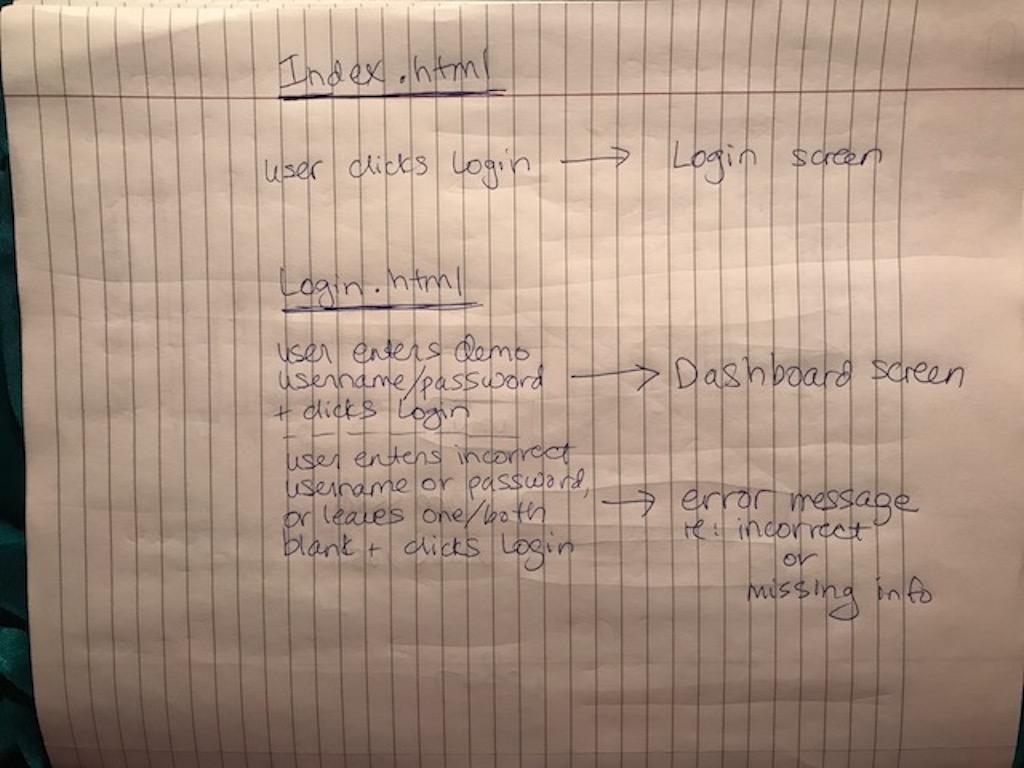 Index.html
user clicks Login → Login screen
Login.html
user enters Demo
username/password → Dashboard screen
+ clicks Login
user enters incorrect
username or password,
or leaves one/both → error message
blank + clicks Login
re: incorrect
or
missing info